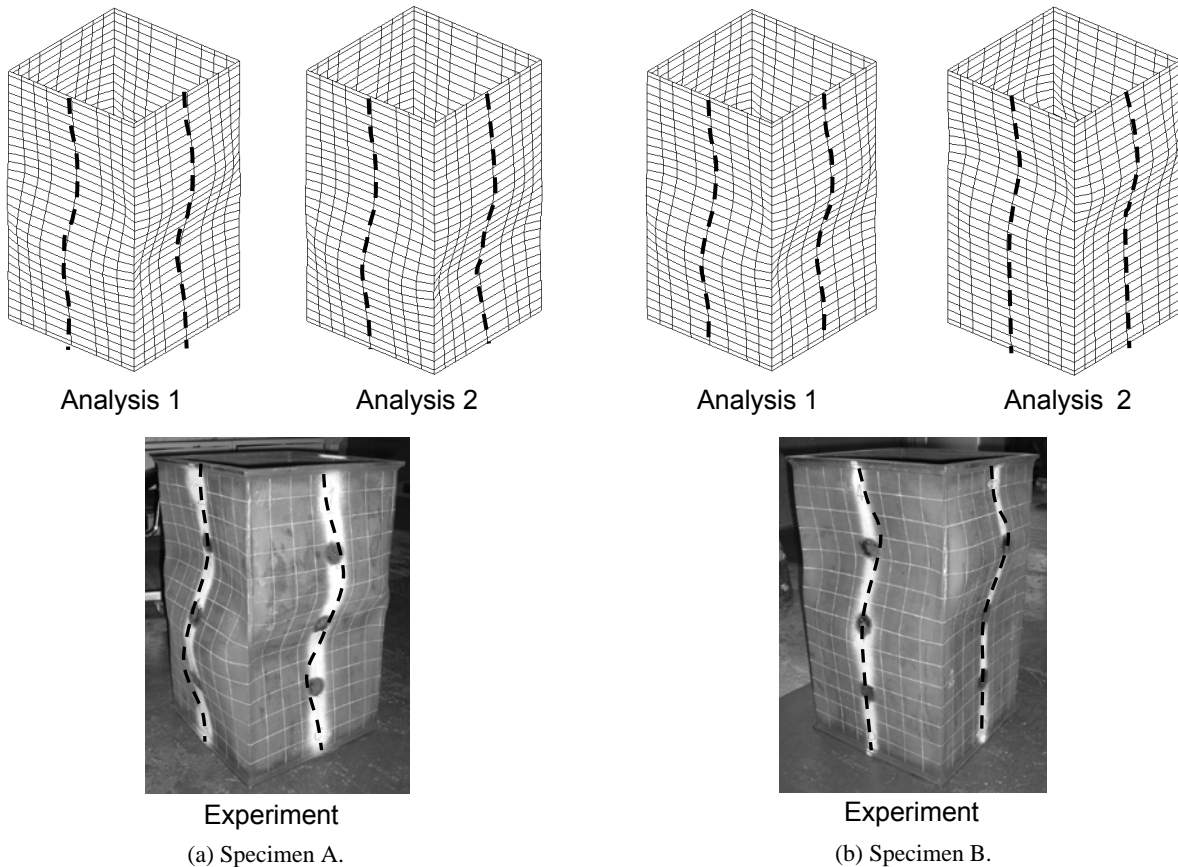 Analysis 1
Analysis 2
Analysis 1
Analysis 2
Experiment
Experiment
(a) Specimen A.
(b) Specimen B.